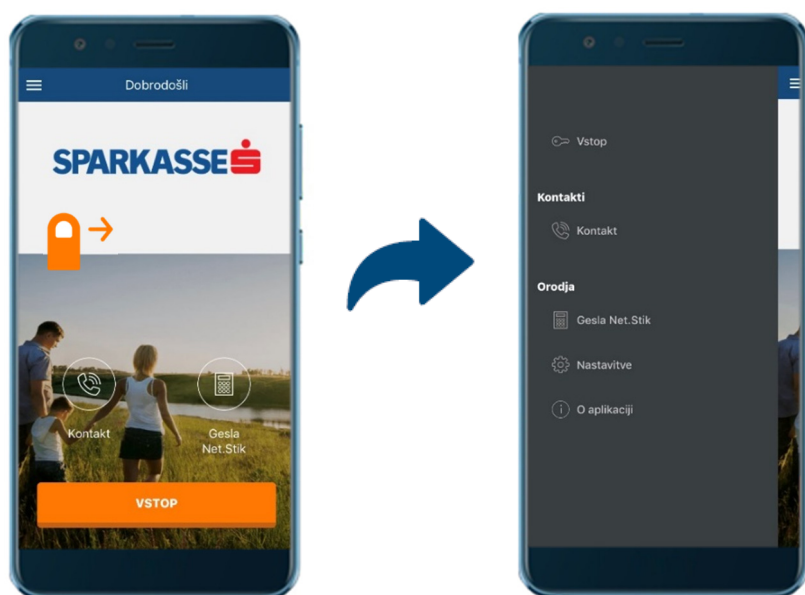 Dobrodošli
SPARKASSE
Kontakt
Gesla
Net.Stik
VSTOP
Vstop
Kontakti
Kontakt
Orodja
Gesla Net.Stik
Nastavitve
O aplikaciji